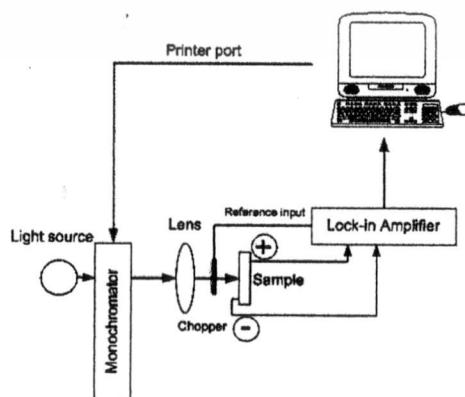 Printer port
Reference input
Lock-in Amplifier
Lens
Light source
+
Sample
Monochromator
Chopper
-